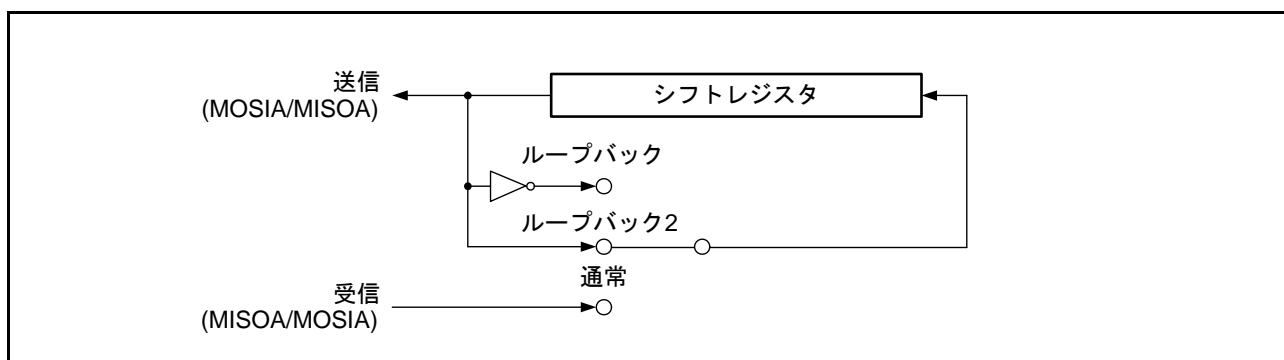 送信
(MOSIA/MISOA)
シフトレジスタ
ループバック
ループバック2
通常
受信
(MISOA/MOSIA)